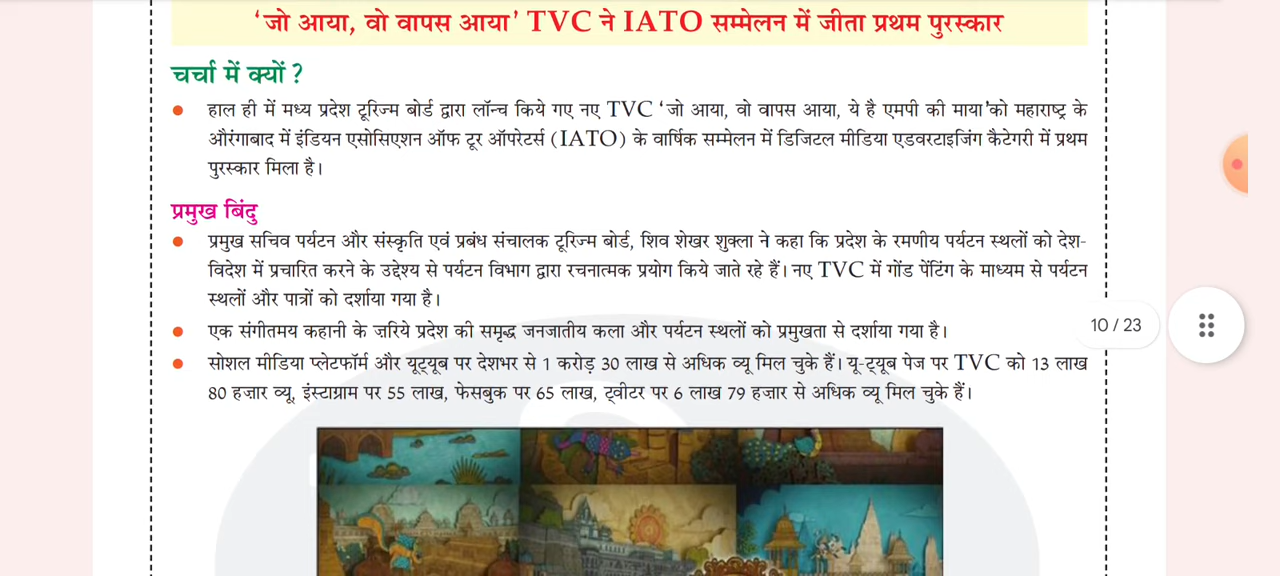 ‘जो आया, वो वापस आया’ TVC ने IATO सम्मेलन में जीता प्रथम पुरस्कार
चर्चा में क्यों ?
● हाल ही में मध्य प्रदेश टूरिज्म बोर्ड द्वारा लॉन्च किये गए नए TVC ‘जो आया, वो वापस आया, ये है एमपी की माया’को महाराष्ट्र के
औरंगाबाद में इंडियन एसोसिएशन ऑफ टूर ऑपरेटर्स (IATO) के वार्षिक सम्मेलन में डिजिटल मीडिया एडवरटाइजिंग कैटेगरी में प्रथम
पुरस्कार मिला है।
प्रमुख बिंदु
● प्रमुख सचिव पर्यटन और संस्कृति एवं प्रबंध संचालक टूरिज्म बोर्ड, शिव शेखर शुक्ला ने कहा कि प्रदेश के रमणीय पर्यटन स्थलों को देश-
विदेश में प्रचारित करने के उद्देश्य से पर्यटन विभाग द्वारा रचनात्मक प्रयोग किये जाते रहे हैं। नए TVC में गोंड पेंटिंग के माध्यम से पर्यटन
स्थलों और पात्रों को दर्शाया गया है।
● एक संगीतमय कहानी के ज़रिये प्रदेश की समृद्ध जनजातीय कला और पर्यटन स्थलों को प्रमुखता से दर्शाया गया है।
● सोशल मीडिया प्लेटफॉर्म और यूट्यूब पर देशभर से 1 करोड़ 30 लाख से अधिक व्यू मिल चुके हैं। यू-ट्यूब पेज पर TVC को 13 लाख
80 हज़ार व्यू, इंस्टाग्राम पर 55 लाख, फेसबुक पर 65 लाख, ट्वीटर पर 6 लाख 79 हज़ार से अधिक व्यू मिल चुके हैं।
10 / 23